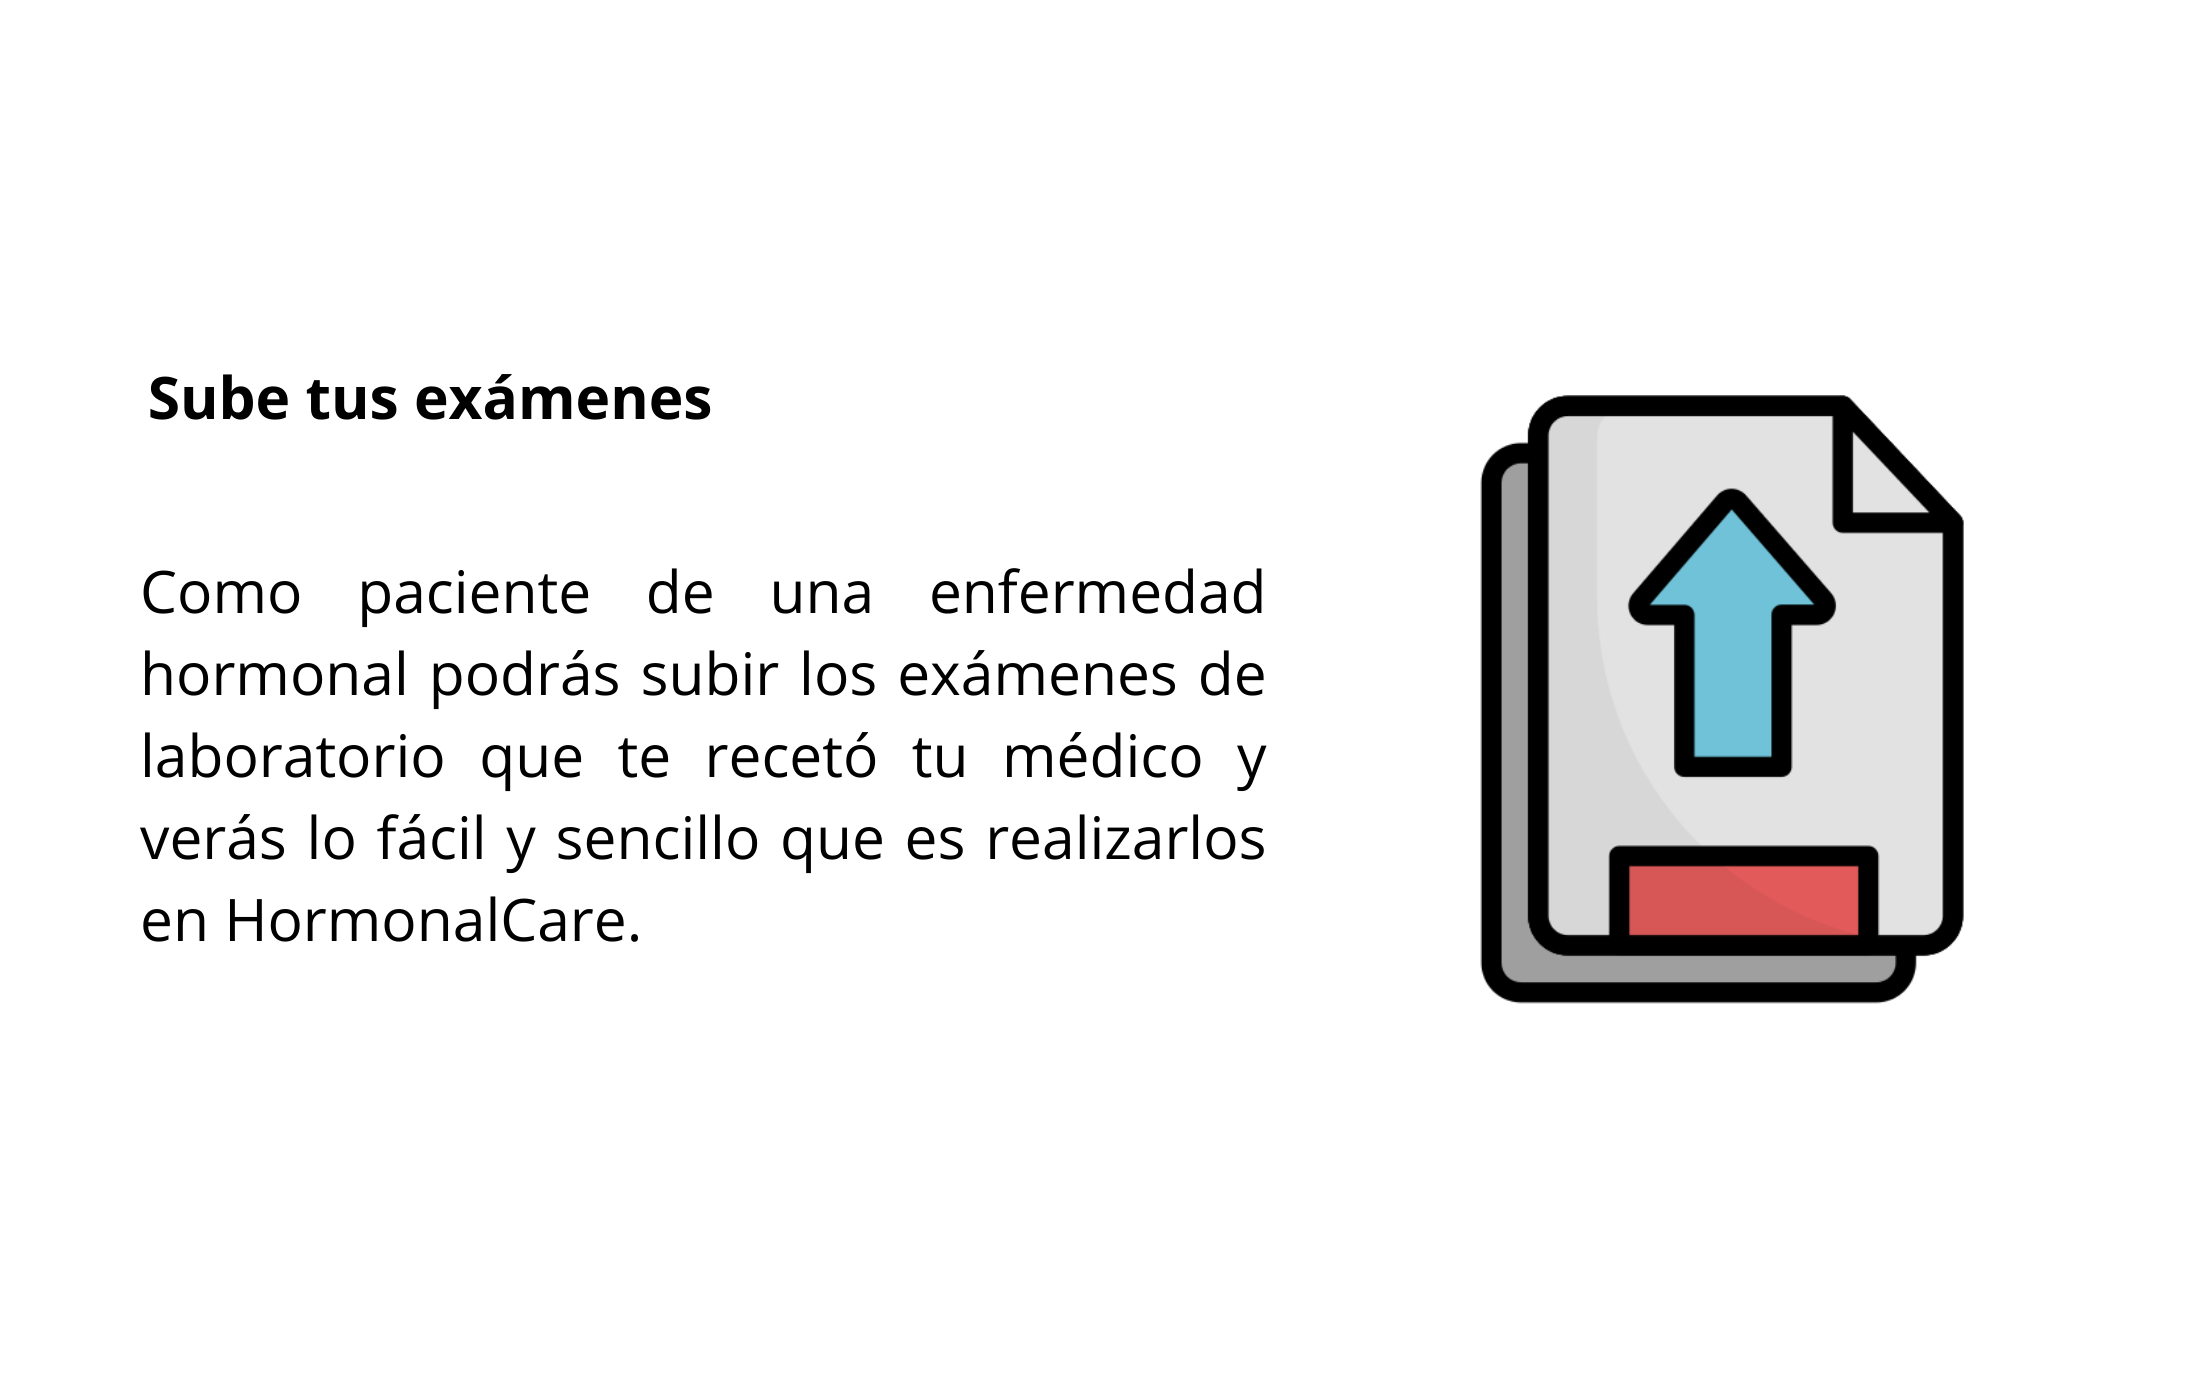 Sube tus exámenes
Como paciente de una enfermedad
hormonal podrás subir los exámenes de
laboratorio que te recetó tu médico y
verás lo fácil y sencillo que es realizarlos
en HormonalCare.